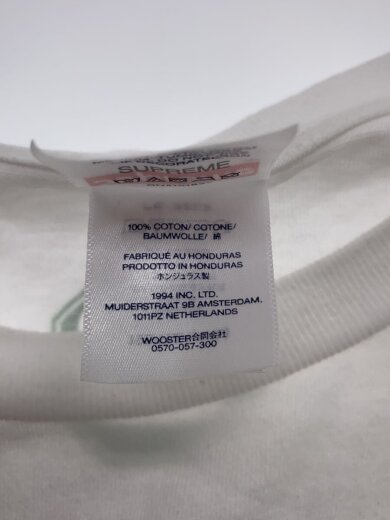 SUPREME
100% COTTON/ COTONE/
BAUMWOLLE/ 綿
FABRIQUÉ AU HONDURAS
PRODOTTO IN HONDURAS
ホンジュラス製
1994 INC. LTD.
MUIDERSTRAAT 9B AMSTERDAM,
1011PZ NETHERLANDS
WOOSTER合同会社
0570-057-300